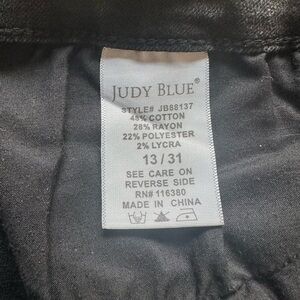 JUDY BLUE®
STYLE# JB88137
48% COTTON
28% RAYON
22% POLYESTER
2% LYCRA
13 / 31
SEE CARE ON
REVERSE SIDE
RN# 116380
MADE IN CHINA